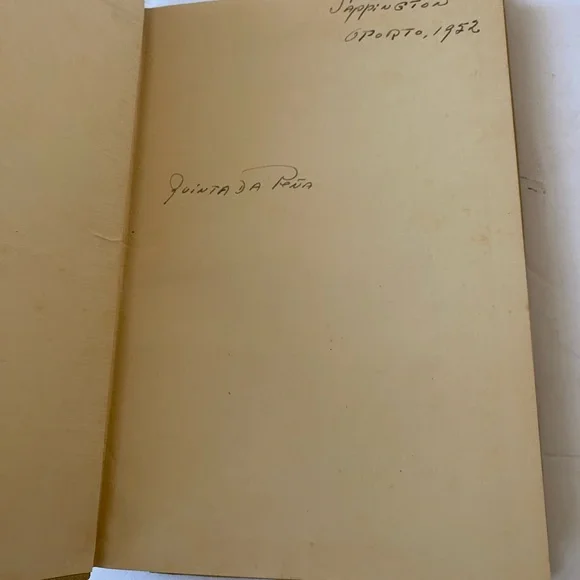 Sappington
Oporto, 1952
Quinta da Peña